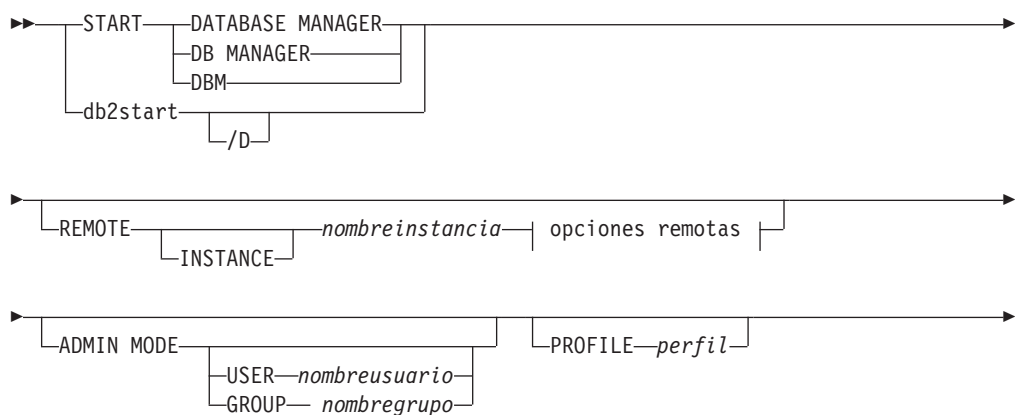 START DATABASE MANAGER
DB MANAGER
DBM
db2start
/D
REMOTE nombreinstancia opciones remotas
INSTANCE
ADMIN MODE PROFILE perfil
USER nombreusuario
GROUP nombregrupo